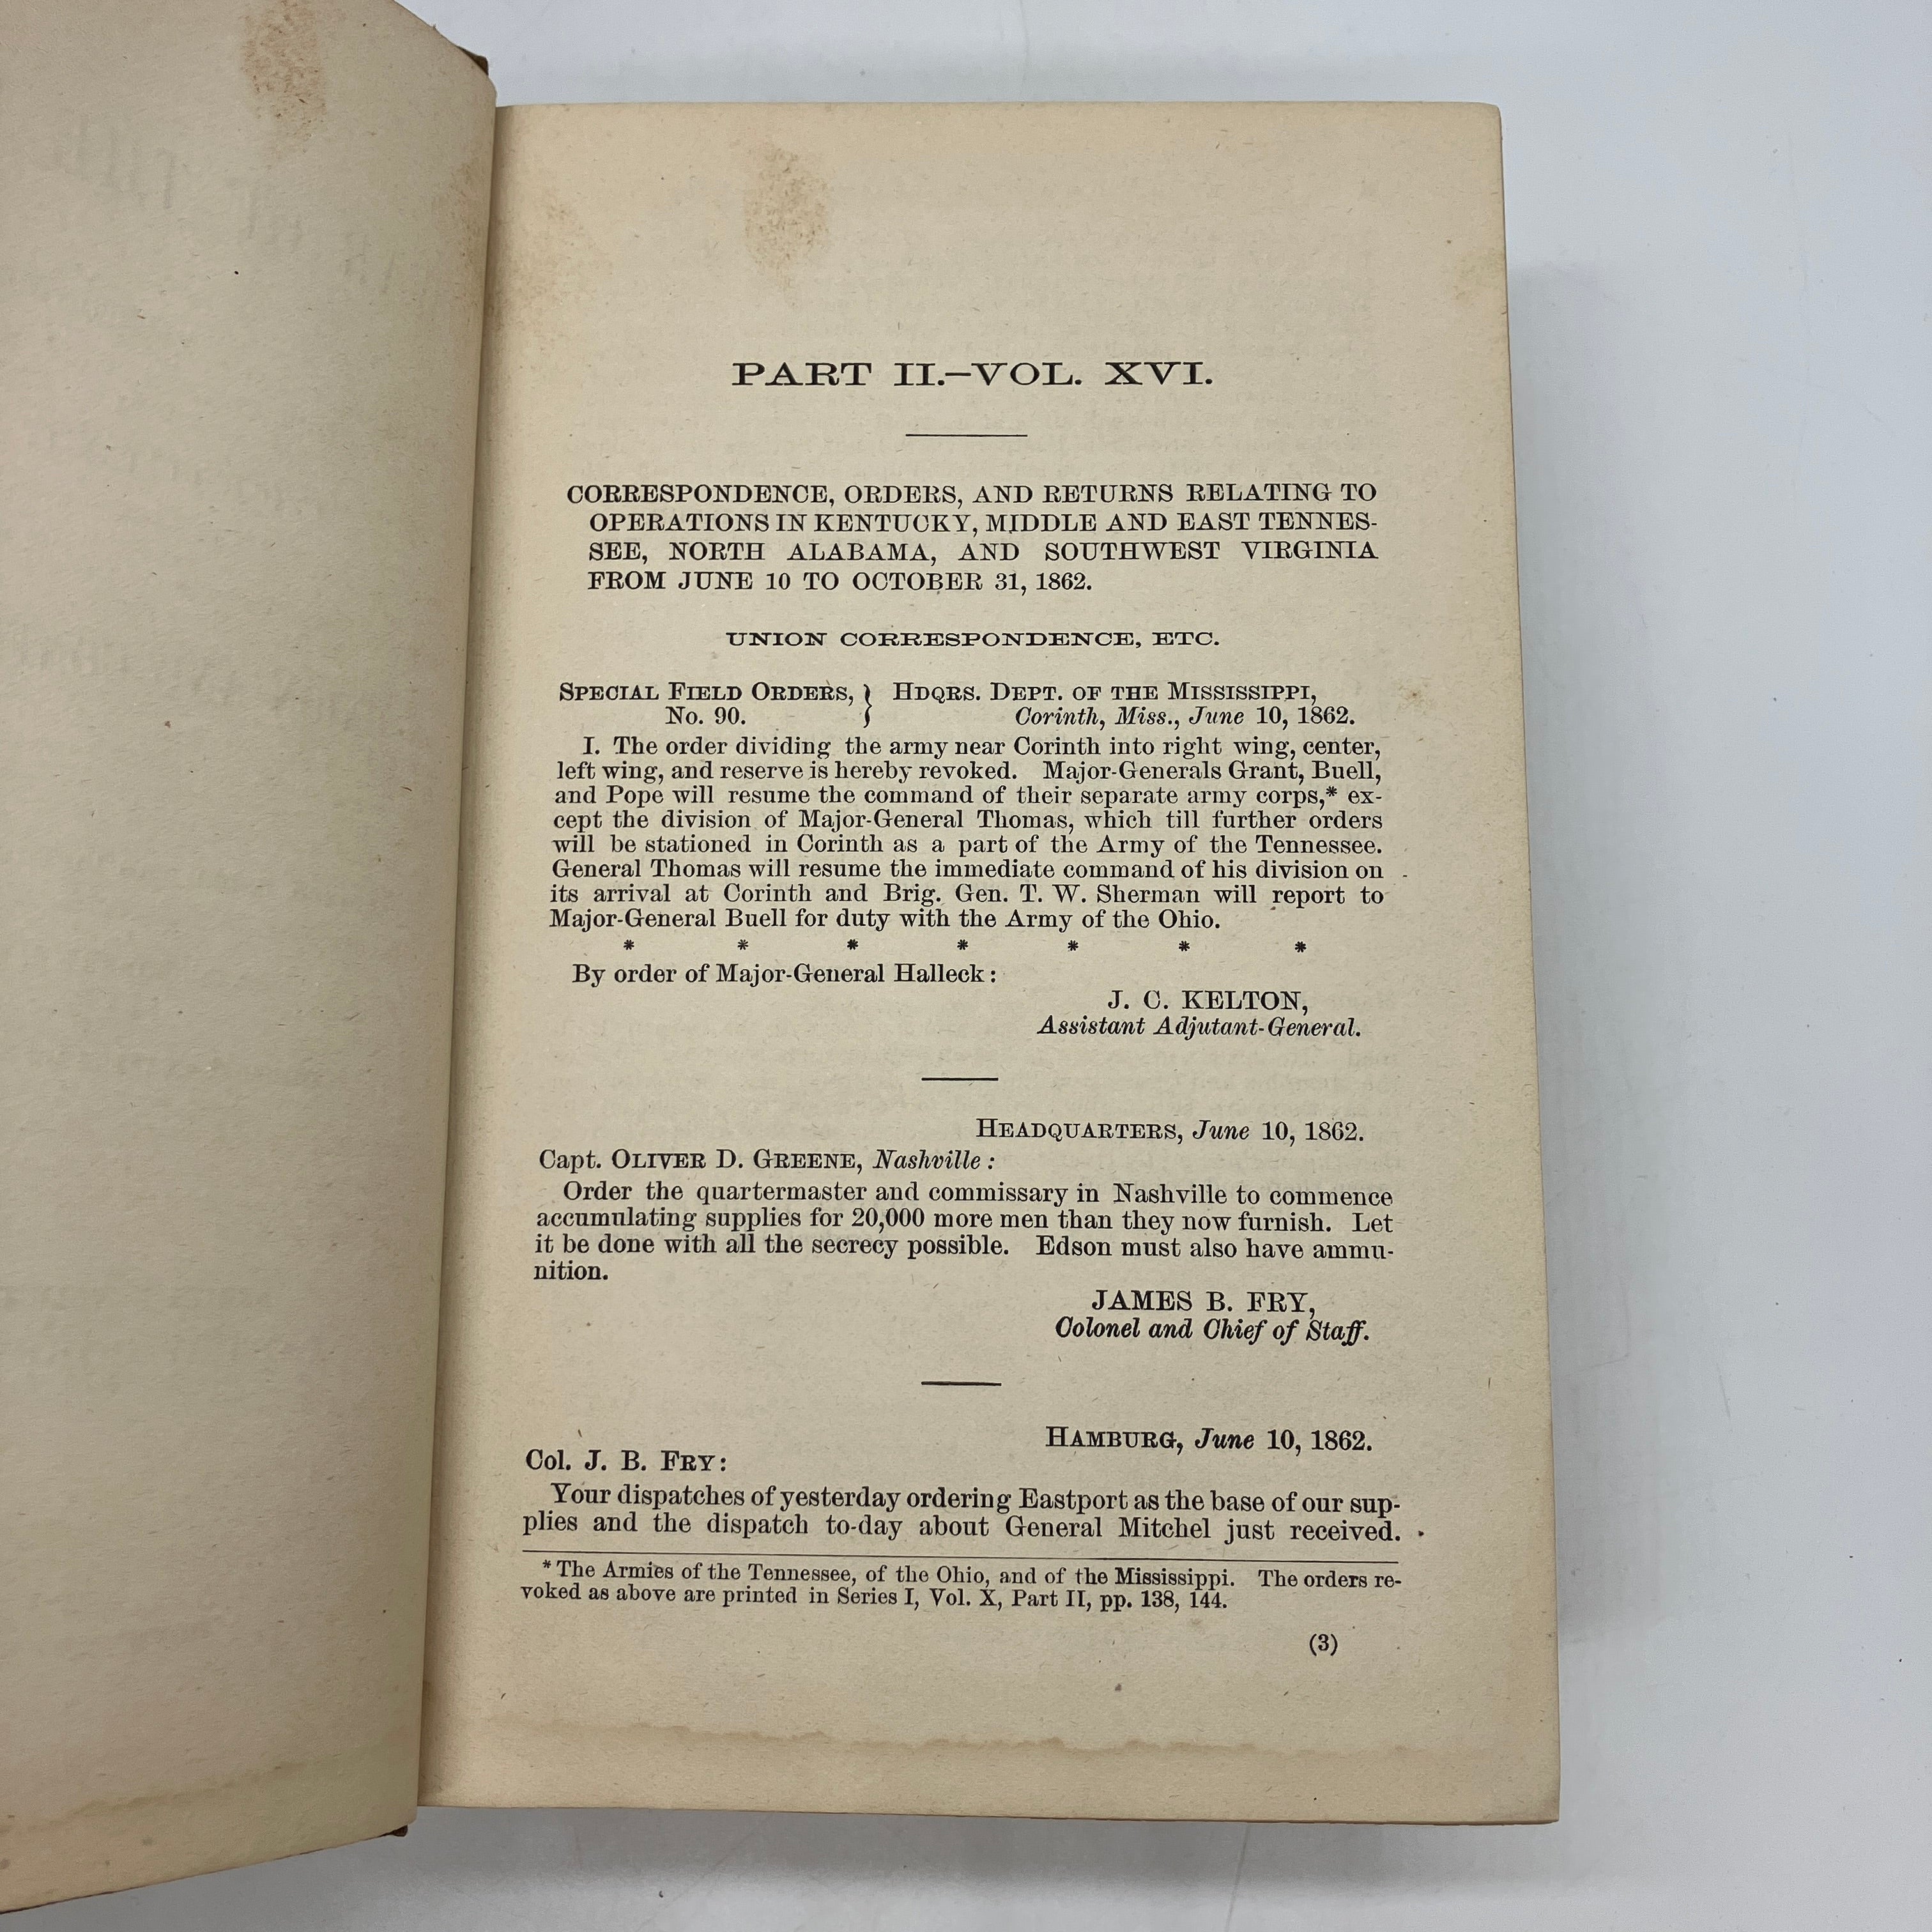 PART II.—VOL. XVI.
CORRESPONDENCE, ORDERS, AND RETURNS RELATING TO
OPERATIONS IN KENTUCKY, MIDDLE AND EAST TENNES-
SEE, NORTH ALABAMA, AND SOUTHWEST VIRGINIA
FROM JUNE 10 TO OCTOBER 31, 1862.
UNION CORRESPONDENCE, ETC.
SPECIAL FIELD ORDERS, } HDQRS. DEPT. OF THE MISSISSIPPI,
No. 90. } Corinth, Miss., June 10, 1862.
I. The order dividing the army near Corinth into right wing, center,
left wing, and reserve is hereby revoked. Major-Generals Grant, Buell,
and Pope will resume the command of their separate army corps,* ex-
cept the division of Major-General Thomas, which till further orders
will be stationed in Corinth as a part of the Army of the Tennessee.
General Thomas will resume the immediate command of his division on
its arrival at Corinth and Brig. Gen. T. W. Sherman will report to
Major-General Buell for duty with the Army of the Ohio.
* * * * * * *
By order of Major-General Halleck:
J. C. KELTON,
Assistant Adjutant-General.
HEADQUARTERS, June 10, 1862.
Capt. OLIVER D. GREENE, Nashville:
Order the quartermaster and commissary in Nashville to commence
accumulating supplies for 20,000 more men than they now furnish. Let
it be done with all the secrecy possible. Edson must also have ammu-
nition.
JAMES B. FRY,
Colonel and Chief of Staff.
HAMBURG, June 10, 1862.
Col. J. B. FRY:
Your dispatches of yesterday ordering Eastport as the base of our sup-
plies and the dispatch to-day about General Mitchel just received.
*The Armies of the Tennessee, of the Ohio, and of the Mississippi. The orders re-
voked as above are printed in Series I, Vol. X, Part II, pp. 138, 144.
(3)